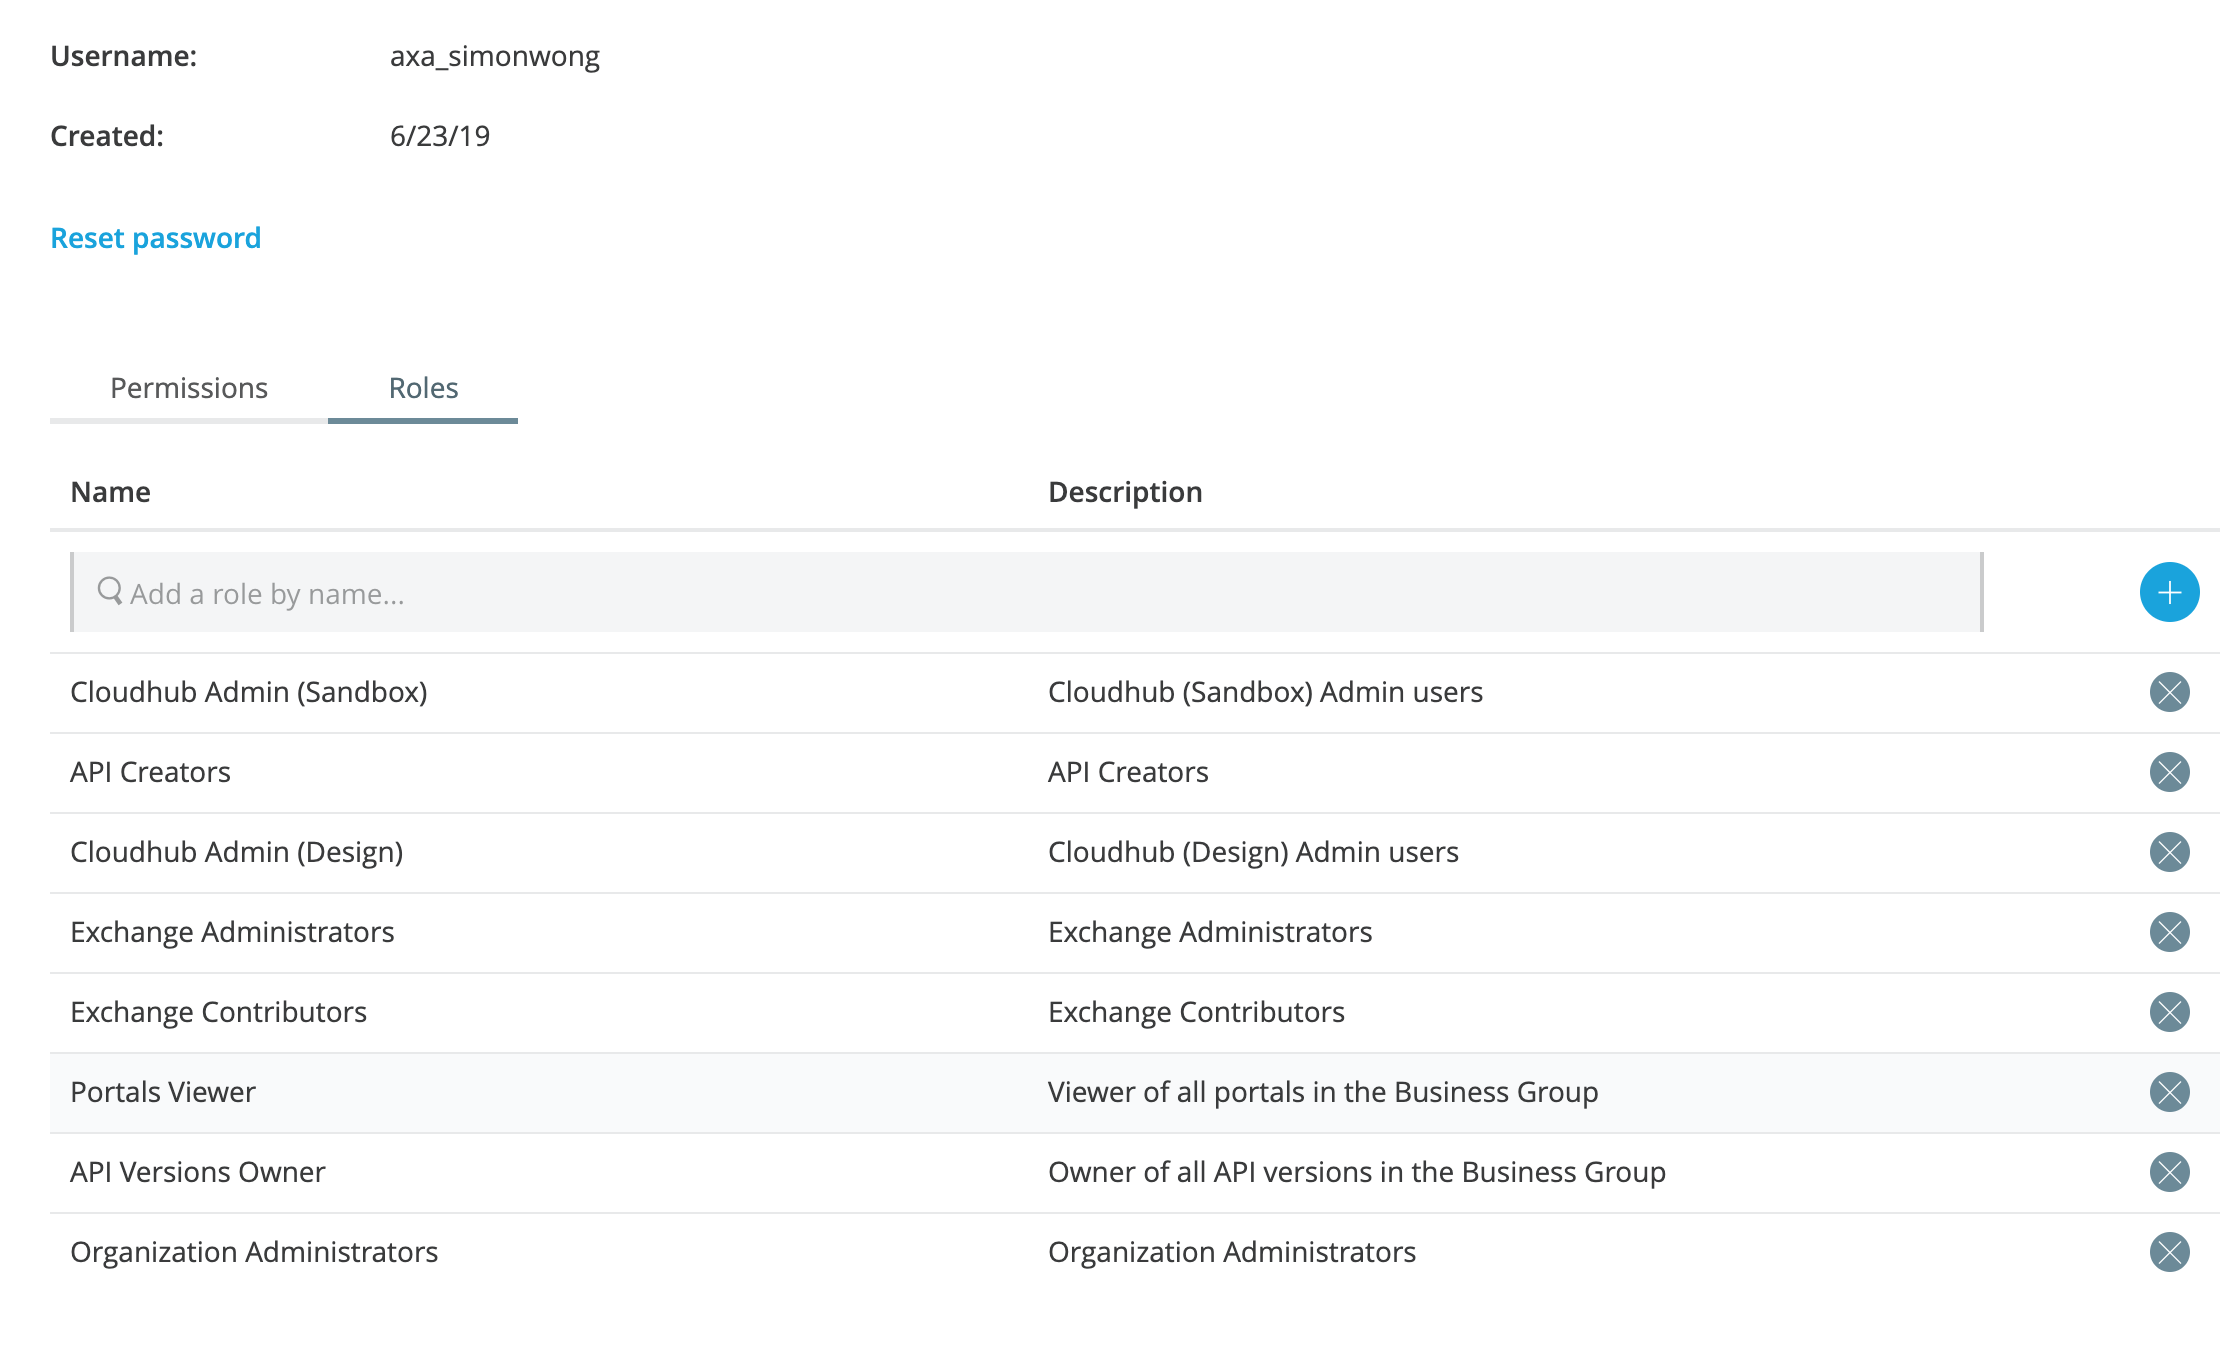 Username: axa_simonwong
Created: 6/23/19
Reset password
Permissions Roles
Name Description
Add a role by name...
Cloudhub Admin (Sandbox) Cloudhub (Sandbox) Admin users
API Creators API Creators
Cloudhub Admin (Design) Cloudhub (Design) Admin users
Exchange Administrators Exchange Administrators
Exchange Contributors Exchange Contributors
Portals Viewer Viewer of all portals in the Business Group
API Versions Owner Owner of all API versions in the Business Group
Organization Administrators Organization Administrators